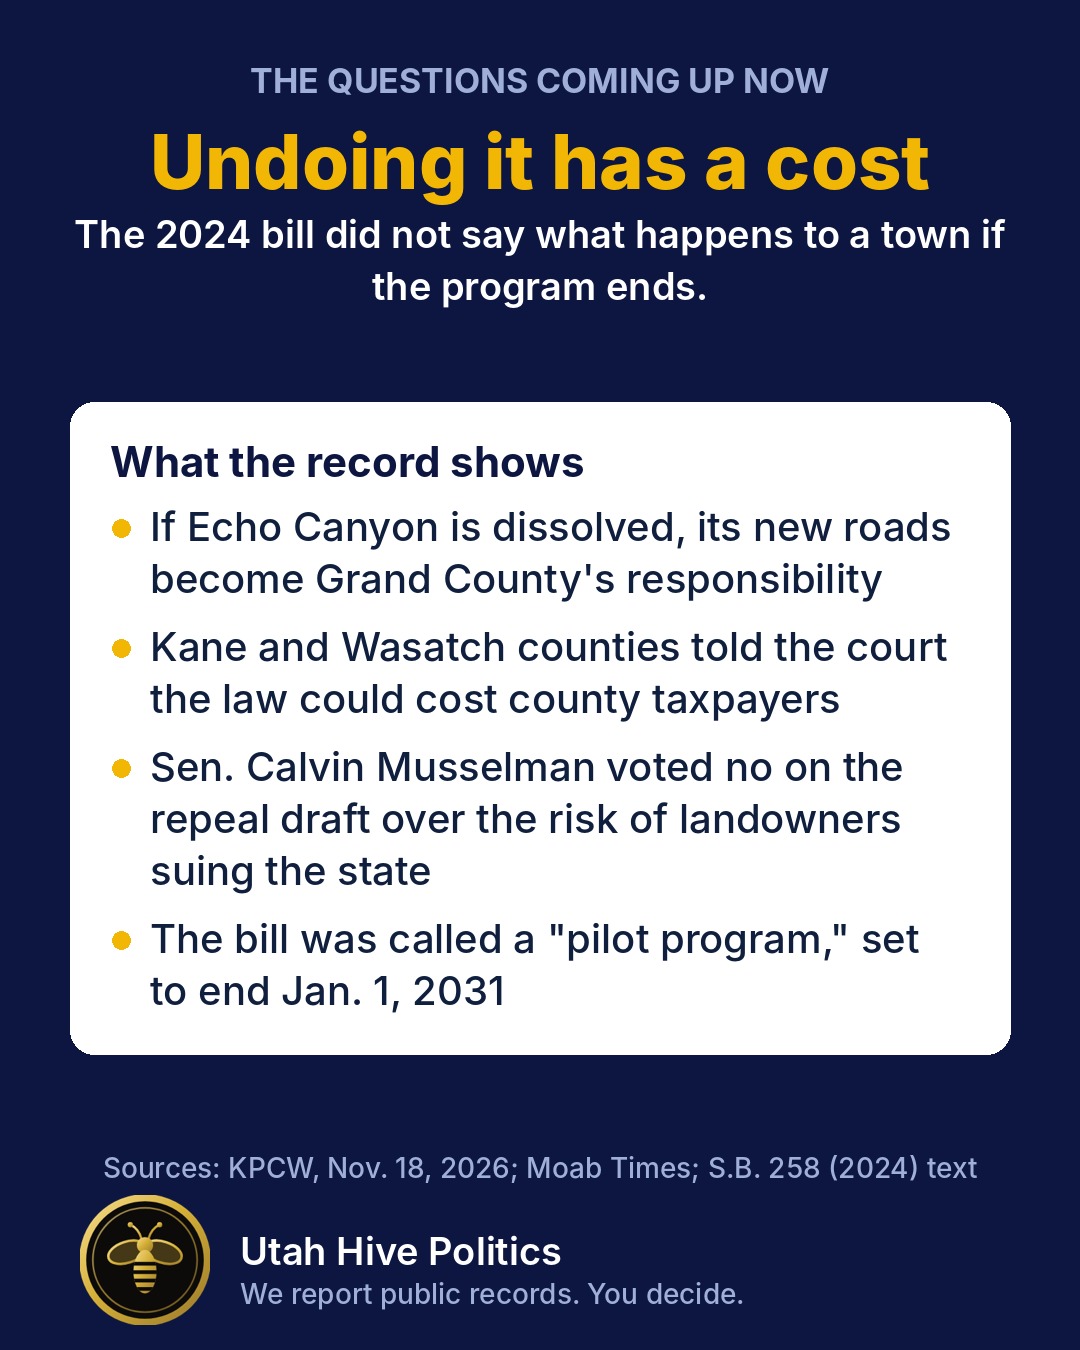 THE QUESTIONS COMING UP NOW
Undoing it has a cost
The 2024 bill did not say what happens to a town if
the program ends.
What the record shows
If Echo Canyon is dissolved, its new roads
become Grand County's responsibility
Kane and Wasatch counties told the court
the law could cost county taxpayers
Sen. Calvin Musselman voted no on the
repeal draft over the risk of landowners
suing the state
The bill was called a "pilot program," set
to end Jan. 1, 2031
Sources: KPCW, Nov. 18, 2026; Moab Times; S.B. 258 (2024) text
Utah Hive Politics
We report public records. You decide.